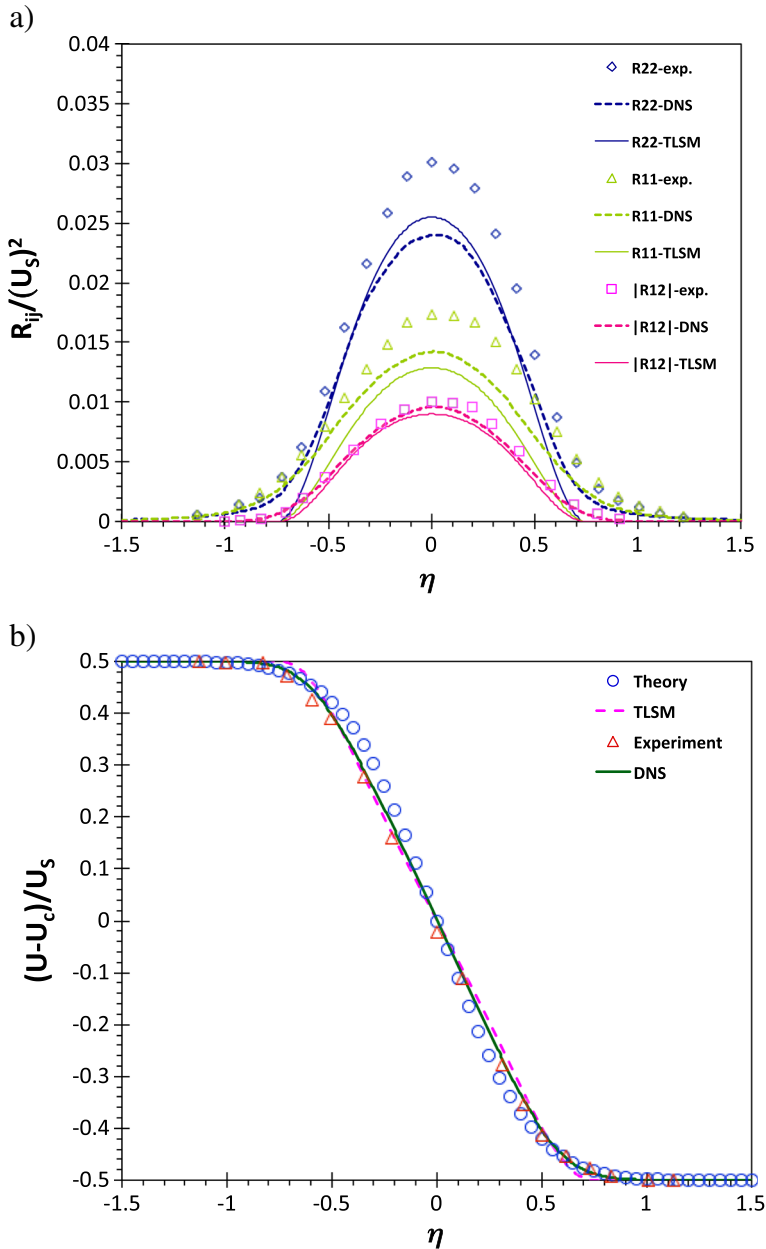 a)
0.04
0.035
0.03
0.025
0.02
0.015
0.01
0.005
0
R_ij/(U_S)^2
R22-exp.
R22-DNS
R22-TLSM
R11-exp.
R11-DNS
R11-TLSM
|R12|-exp.
|R12|-DNS
|R12|-TLSM
-1.5 -1 -0.5 0 0.5 1 1.5
η
b)
0.5
0.4
0.3
0.2
0.1
0
-0.1
-0.2
-0.3
-0.4
-0.5
(U-U_c)/U_S
Theory
TLSM
Experiment
DNS
-1.5 -1 -0.5 0 0.5 1 1.5
η